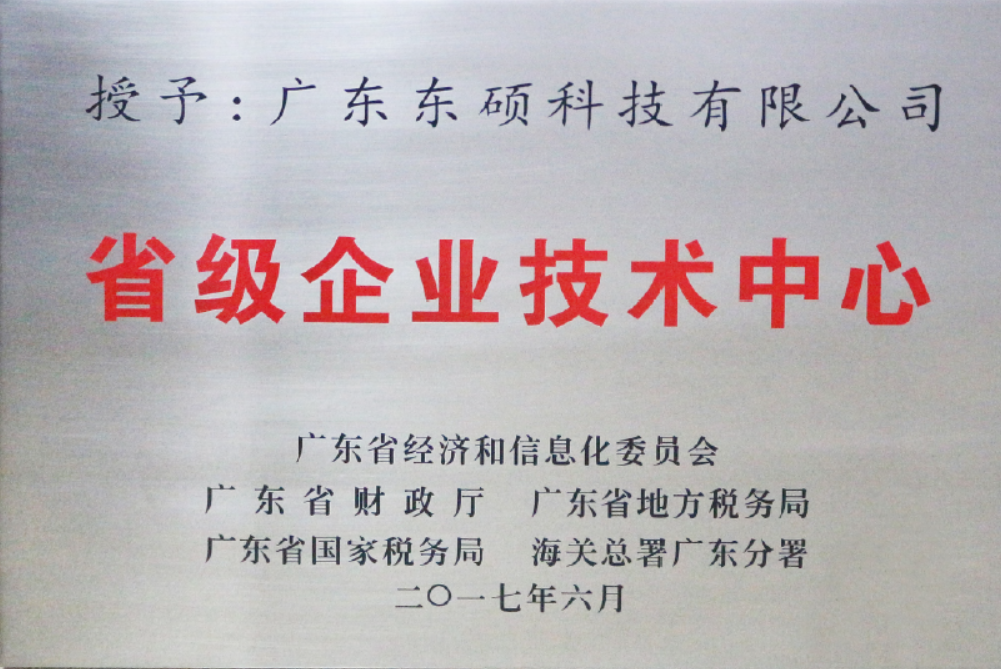 授予：广东东硕科技有限公司
省级企业技术中心
广东省经济和信息化委员会
广东省财政厅 广东省地方税务局
广东省国家税务局 海关总署广东分署
二〇一七年六月